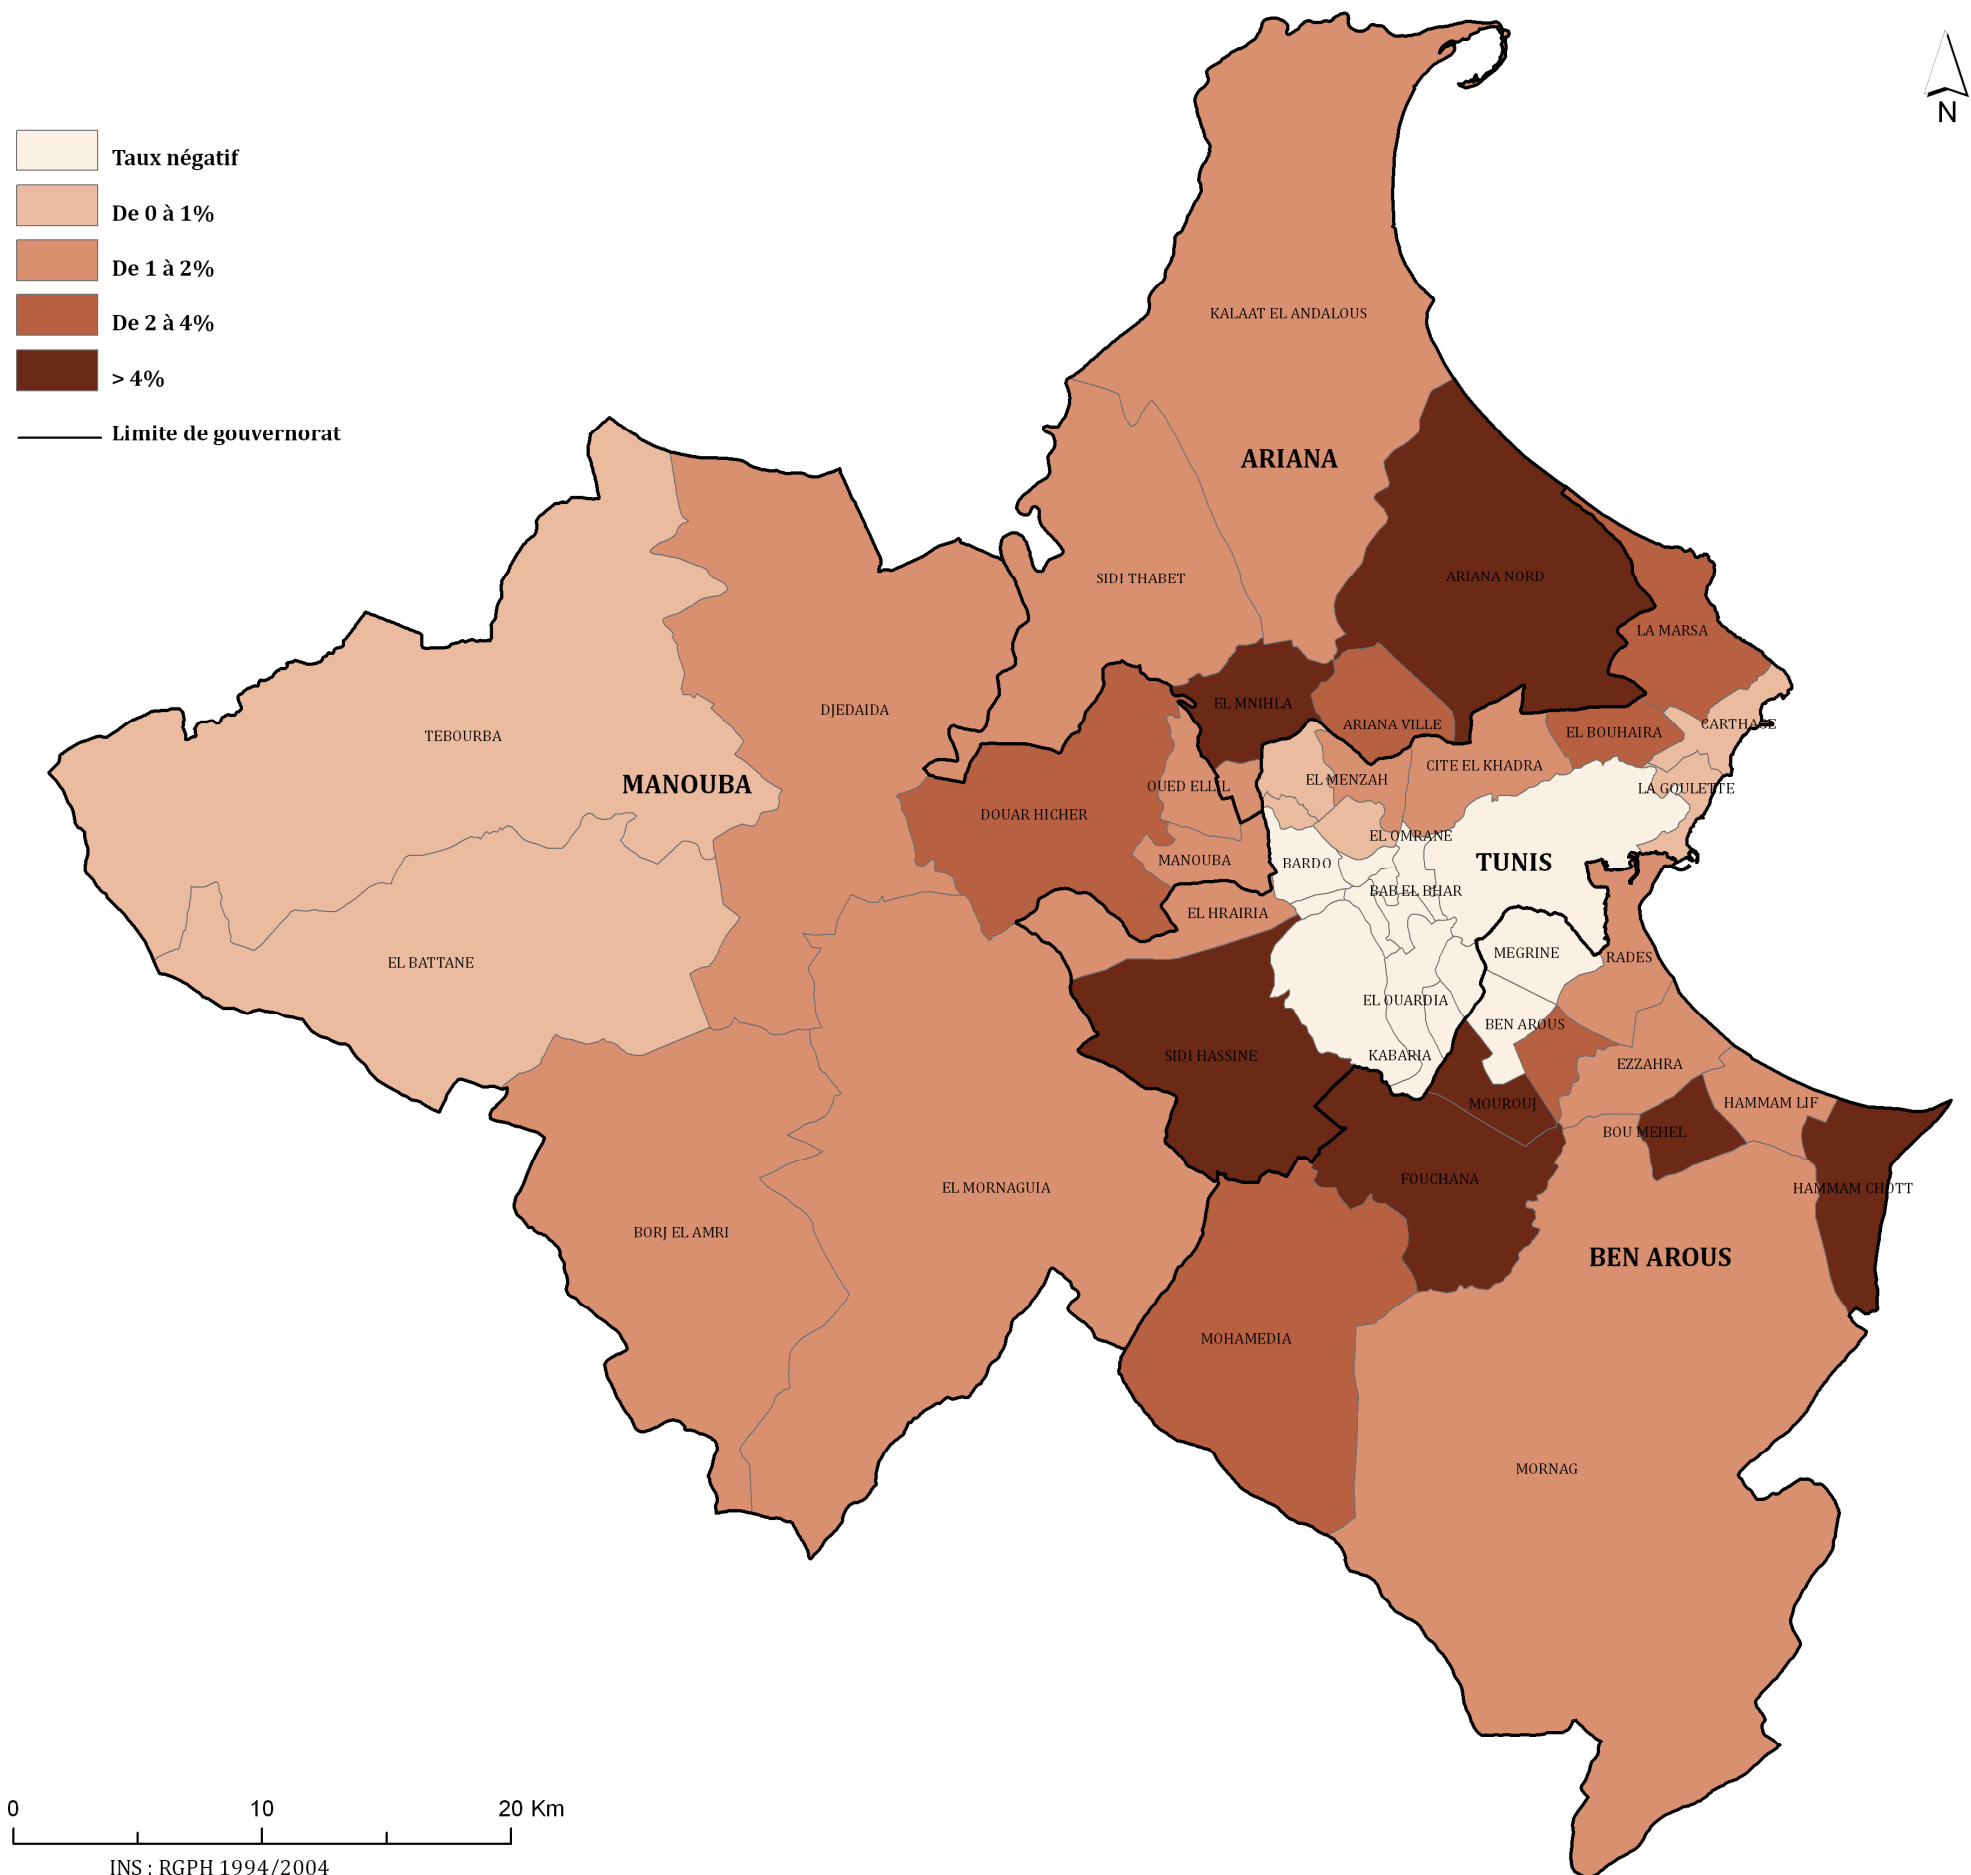 N
Taux négatif
De 0 à 1%
De 1 à 2%
De 2 à 4%
> 4%
Limite de gouvernorat
KALAAT EL ANDALOUS
ARIANA
SIDI THABET
ARIANA NORD
LA MARSA
EL MNIHLA
DJEDAIDA
ARIANA VILLE
CARTHAGE
EL BOUHAIRA
TEBOURBA
CITE EL KHADRA
EL MENZAH
MANOUBA
OUED ELLIL
LA GOULETTE
DOUAR HICHER
EL OMRANE
MANOUBA
BARDO
TUNIS
BAB EL BHAR
EL HRAIRIA
MEGRINE
RADES
EL BATTANE
EL OUARDIA
BEN AROUS
SIDI HASSINE
KABARIA
EZZAHRA
MOUROUJ
HAMMAM LIF
BOU MEHEL
FOUCHANA
EL MORNAGUIA
HAMMAM CHOTT
BORJ EL AMRI
BEN AROUS
MOHAMEDIA
MORNAG
0 10 20 Km
INS : RGPH 1994/2004